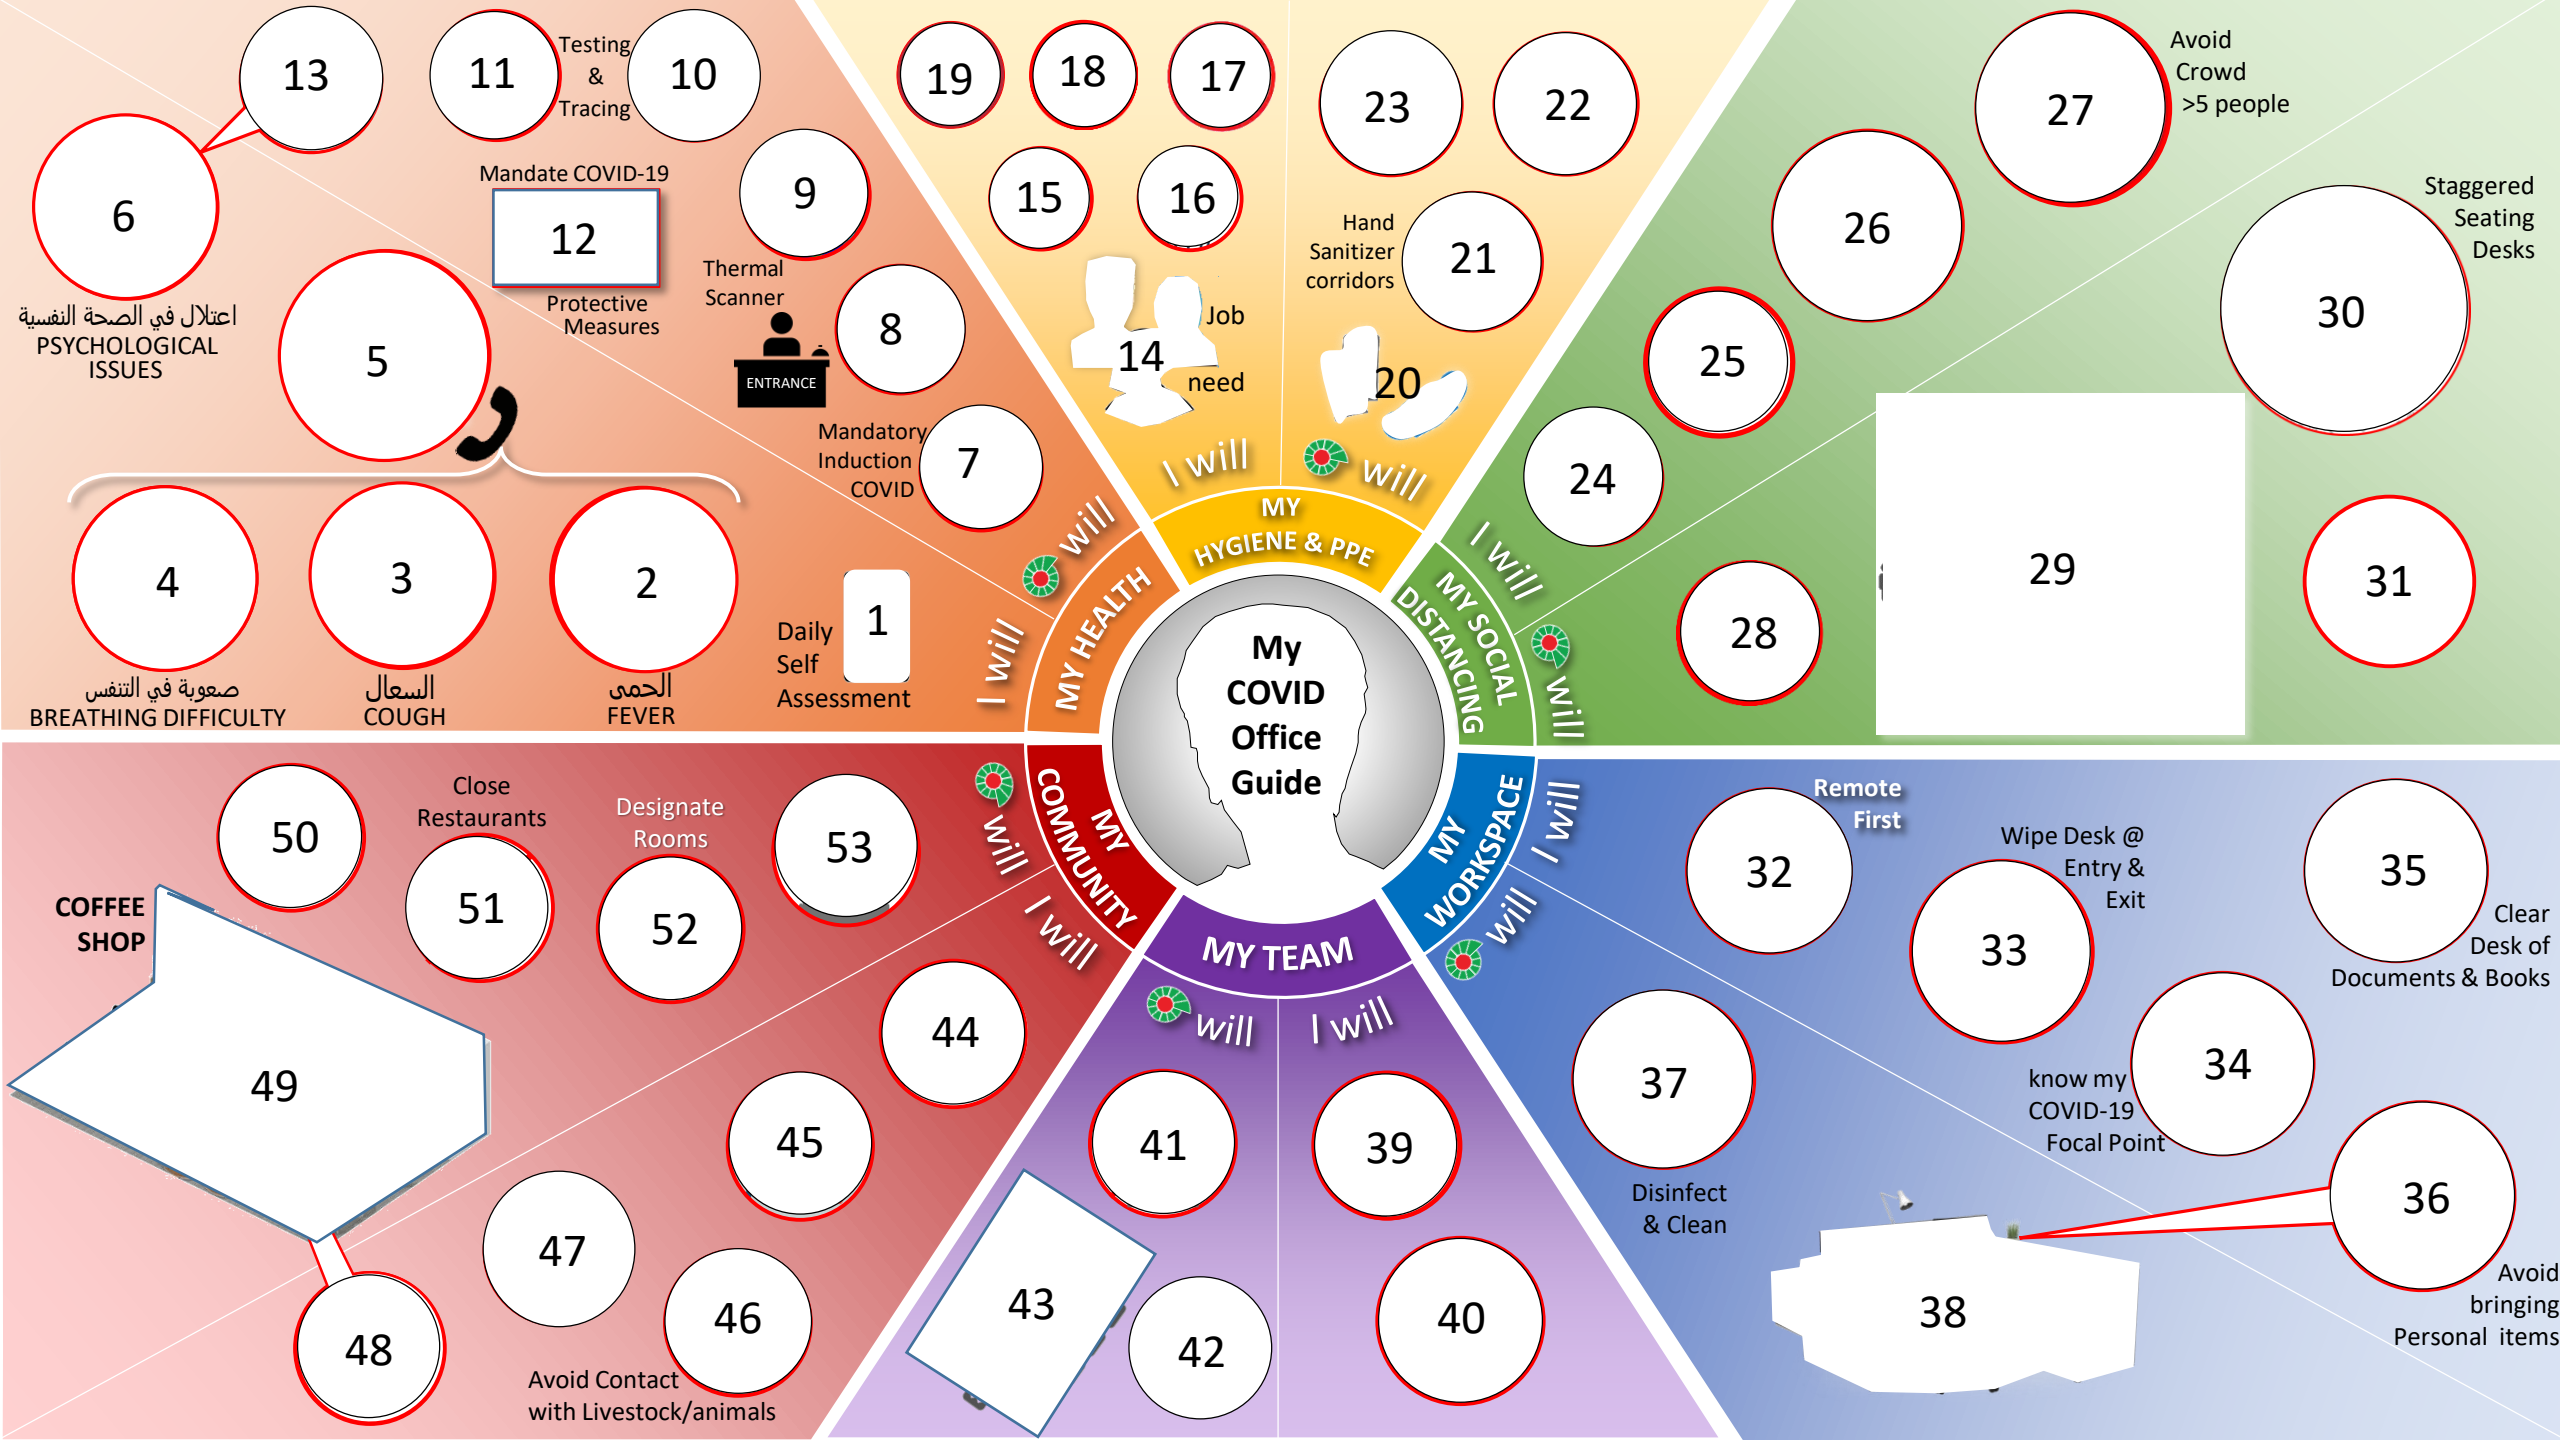 13
11
Testing
&
Tracing
10
6
Mandate COVID-19
12
Protective
Measures
9
Thermal
Scanner
8
ENTRANCE
اعتلال في الصحة النفسية
PSYCHOLOGICAL
ISSUES
5
Mandatory
Induction
COVID
7
4
3
2
صعوبة في التنفس
BREATHING DIFFICULTY
السعال
COUGH
الحمى
FEVER
Daily
Self
Assessment
1
I will
will
MY HEALTH
19
18
17
15
16
14
Job
need
I will
23
22
Hand
Sanitizer
corridors
21
20
will
MY
HYGIENE & PPE
27
Avoid
Crowd
>5 people
26
25
24
I will
MY SOCIAL
DISTANCING
will
Staggered
Seating
Desks
30
29
28
31
My
COVID
Office
Guide
50
Close
Restaurants
51
Designate
Rooms
52
53
COFFEE
SHOP
49
will
MY
COMMUNITY
I will
44
45
47
46
48
Avoid Contact
with Livestock/animals
MY TEAM
will
I will
41
39
43
42
40
MY
WORKSPACE
I will
will
Remote
First
32
Wipe Desk @
Entry &
Exit
33
35
Clear
Desk of
Documents & Books
34
know my
COVID-19
Focal Point
36
Avoid
bringing
Personal items
37
Disinfect
& Clean
38